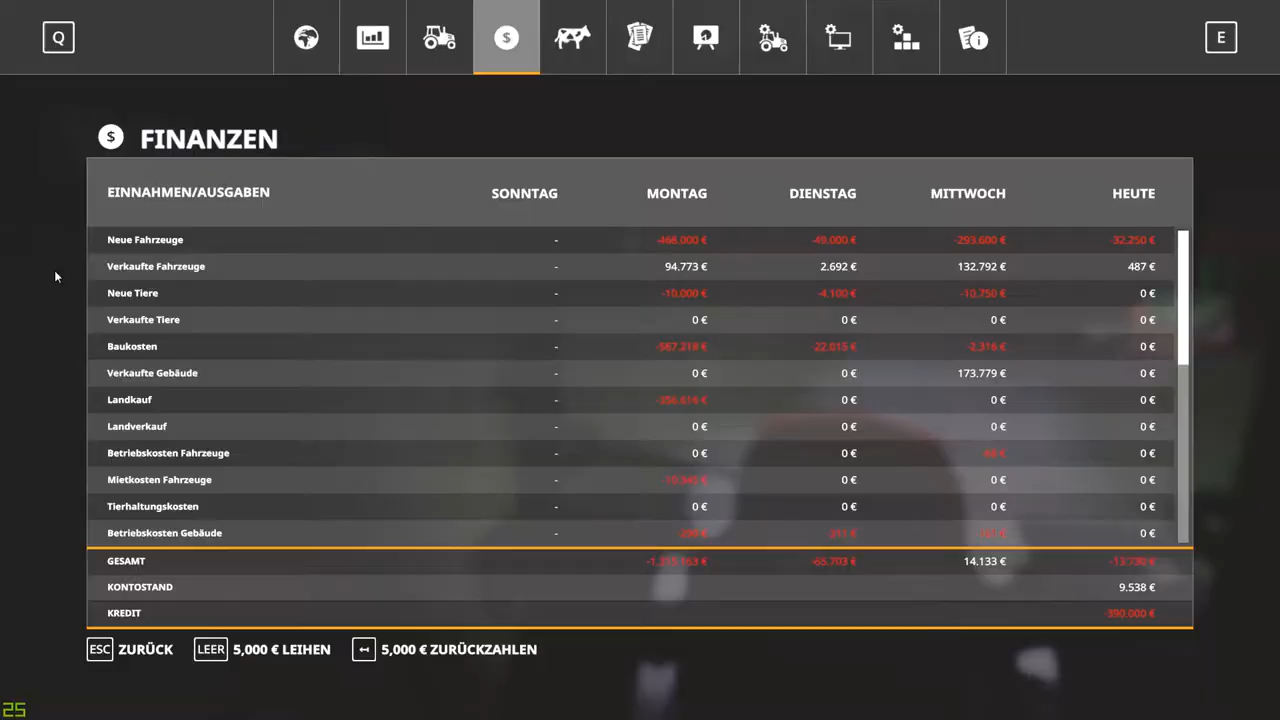 Q
E
FINANZEN
EINNAHMEN/AUSGABEN SONNTAG MONTAG DIENSTAG MITTWOCH HEUTE
Neue Fahrzeuge - -466.000 € -49.000 € -293.600 € -32.250 €
Verkaufte Fahrzeuge - 94.773 € 2.692 € 132.792 € 487 €
Neue Tiere - -10.000 € -4.100 € -10.750 € 0 €
Verkaufte Tiere - 0 € 0 € 0 € 0 €
Baukosten - -587.218 € -22.015 € -2.316 € 0 €
Verkaufte Gebäude - 0 € 0 € 173.779 € 0 €
Landkauf - 0 € 0 € 0 €
Landverkauf - 0 € 0 € 0 € 0 €
Betriebskosten Fahrzeuge - 0 € 0 € 0 €
Mietkosten Fahrzeuge - 0 € 0 € 0 €
Tierhaltungskosten - 0 € 0 € 0 € 0 €
Betriebskosten Gebäude - 0 €
GESAMT 14.133 € -13.730 €
KONTOSTAND 9.538 €
KREDIT -390.000 €
ESC ZURÜCK LEER 5,000 € LEIHEN ↔ 5,000 € ZURÜCKZAHLEN
25